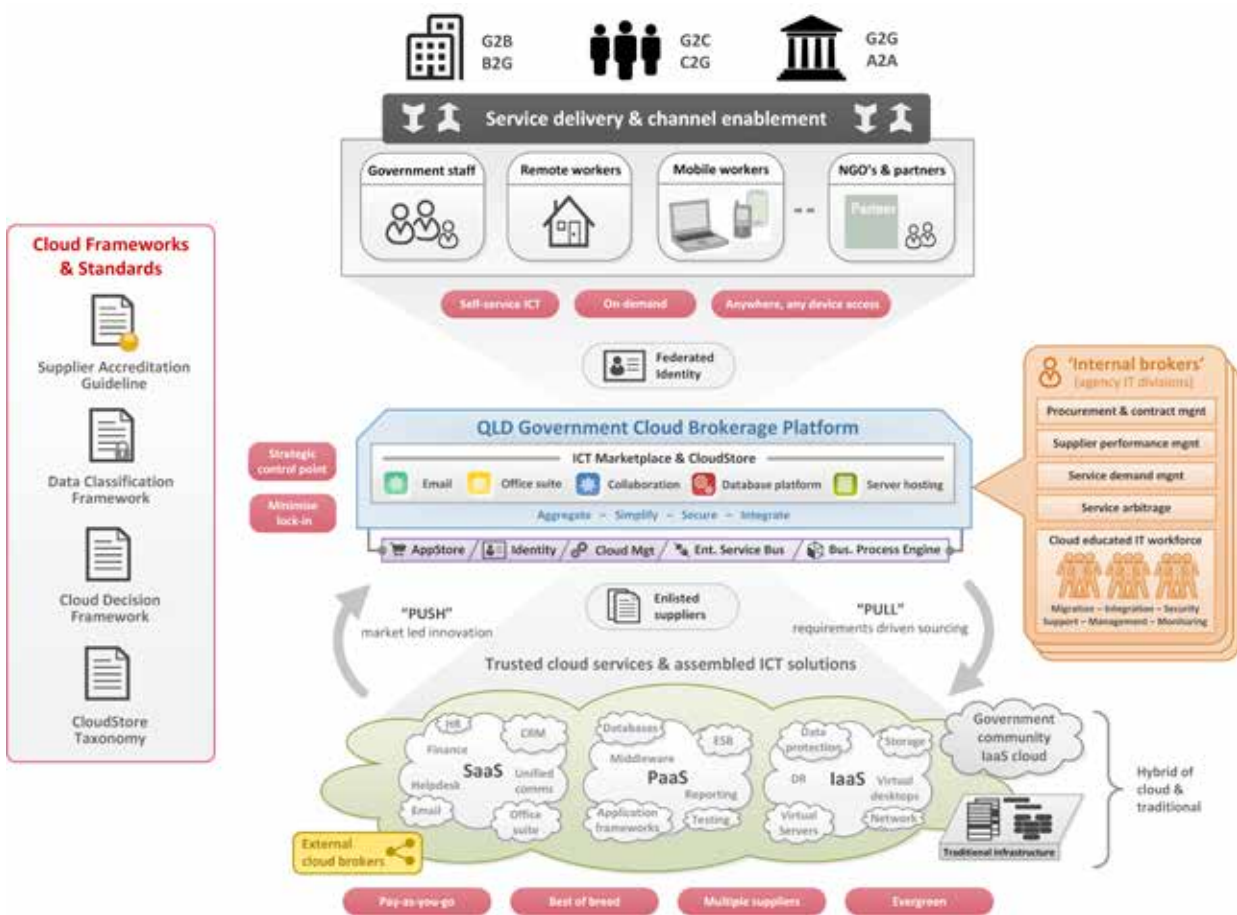 G2B
B2G
G2C
C2G
G2G
A2A
Service delivery & channel enablement
Government staff
Remote workers
Mobile workers
NGO's & partners
Partner
Cloud Frameworks
& Standards
Supplier Accreditation
Guideline
Data Classification
Framework
Cloud Decision
Framework
CloudStore
Taxonomy
Self-service ICT
On demand
Anywhere, any device access
Federated
Identity
QLD Government Cloud Brokerage Platform
ICT Marketplace & CloudStore
Email
Office suite
Collaboration
Database platform
Server hosting
Aggregate – Simplify – Secure – Integrate
AppStore
Identity
Cloud Mgt
Ent. Service Bus
Bus. Process Engine
Strategic
control point
Minimise
lock-in
'Internal brokers'
(agency IT divisions)
Procurement & contract mgnt
Supplier performance mgnt
Service demand mgnt
Service arbitrage
Cloud educated IT workforce
Migration – Integration – Security
Support – Management – Monitoring
Enlisted
suppliers
"PUSH"
market led innovation
"PULL"
requirements driven sourcing
Trusted cloud services & assembled ICT solutions
HR
CRM
Finance
SaaS
Helpdesk
Unified
comms
Email
Office
suite
Databases
ESB
Middleware
PaaS
Reporting
Application
frameworks
Testing
Data
protection
Storage
DR
IaaS
Virtual
desktops
Virtual
Servers
Network
Government
community
IaaS cloud
Traditional Infrastructure
Hybrid of
cloud &
traditional
External
cloud brokers
Pay-as-you-go
Best of breed
Multiple suppliers
Evergreen